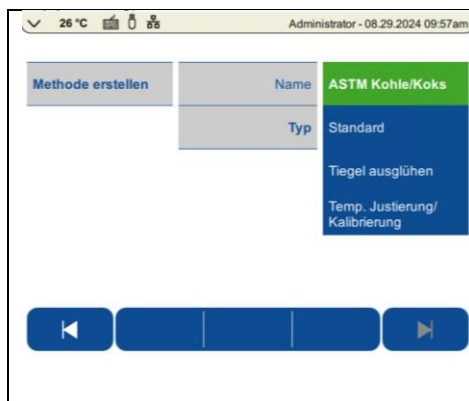 26 °C
Administrator - 08.29.2024 09:57am
Methode erstellen
Name
ASTM Kohle/Koks
Typ
Standard
Tiegel ausglühen
Temp. Justierung/
Kalibrierung